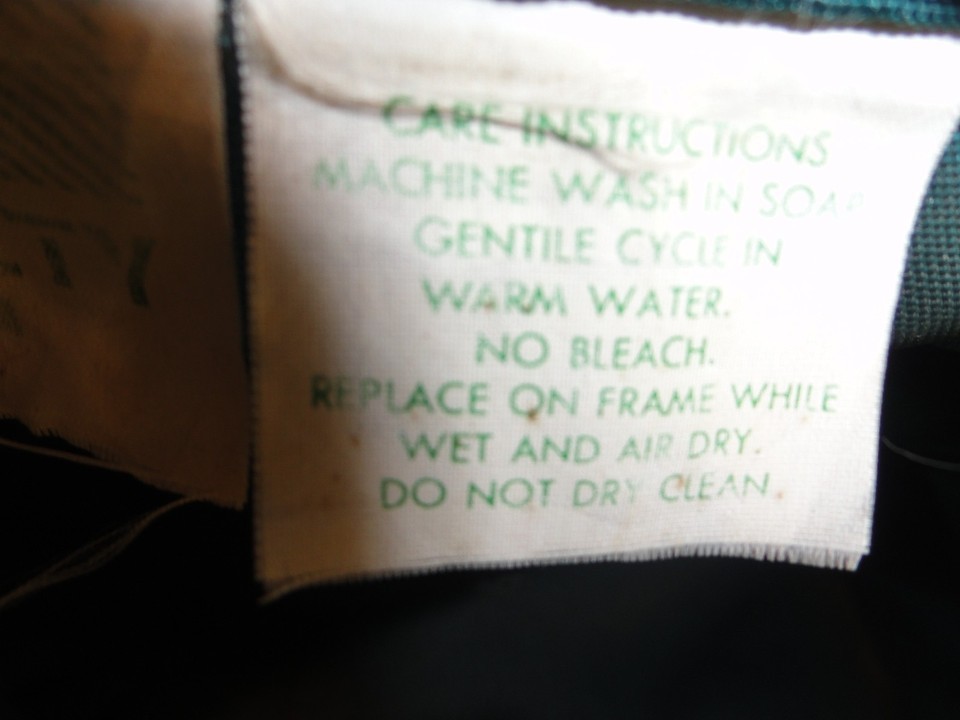 CARE INSTRUCTIONS
MACHINE WASH IN SOAP
GENTILE CYCLE IN
WARM WATER.
NO BLEACH.
REPLACE ON FRAME WHILE
WET AND AIR DRY.
DO NOT DRY CLEAN.